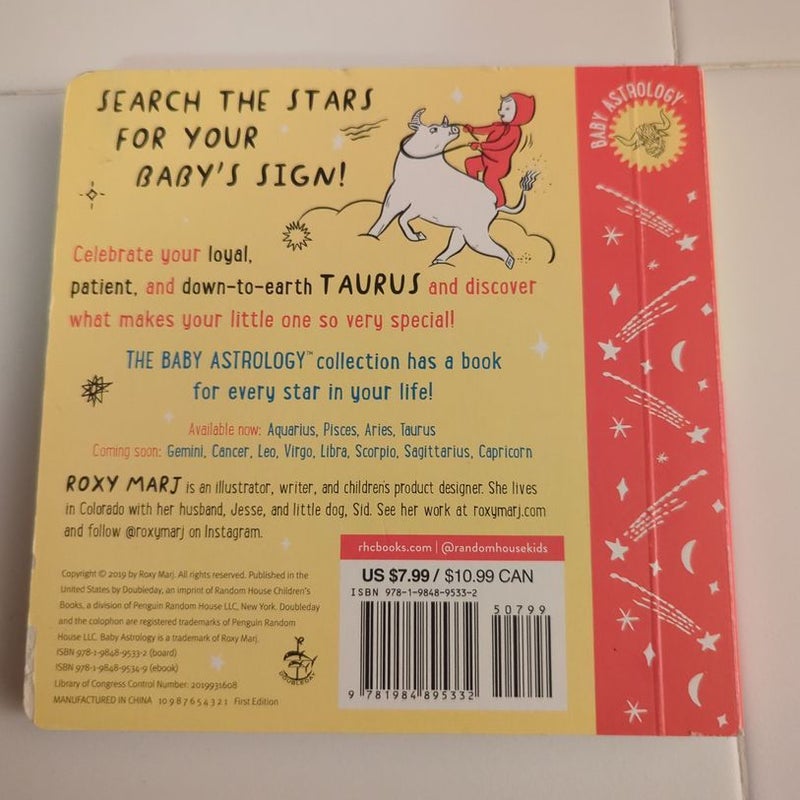 SEARCH THE STARS
FOR YOUR
BABY'S SIGN!
BABY ASTROLOGY™
Celebrate your loyal,
patient, and down-to-earth TAURUS and discover
what makes your little one so very special!
THE BABY ASTROLOGY™ collection has a book
for every star in your life!
Available now: Aquarius, Pisces, Aries, Taurus
Coming soon: Gemini, Cancer, Leo, Virgo, Libra, Scorpio, Sagittarius, Capricorn
ROXY MARJ is an illustrator, writer, and children's product designer. She lives
in Colorado with her husband, Jesse, and little dog, Sid. See her work at roxymarj.com
and follow @roxymarj on Instagram.
rhcbooks.com | @randomhousekids
US $7.99 / $10.99 CAN
ISBN 978-1-9848-9533-2
50799
9 781984 895332
Copyright © 2019 by Roxy Marj. All rights reserved. Published in the
United States by Doubleday, an imprint of Random House Children's
Books, a division of Penguin Random House LLC, New York. Doubleday
and the colophon are registered trademarks of Penguin Random
House LLC. Baby Astrology is a trademark of Roxy Marj.
ISBN 978-1-9848-9533-2 (board)
ISBN 978-1-9848-9534-9 (ebook)
Library of Congress Control Number: 2019931608
MANUFACTURED IN CHINA 10 9 8 7 6 5 4 3 2 1 First Edition
DOUBLEDAY